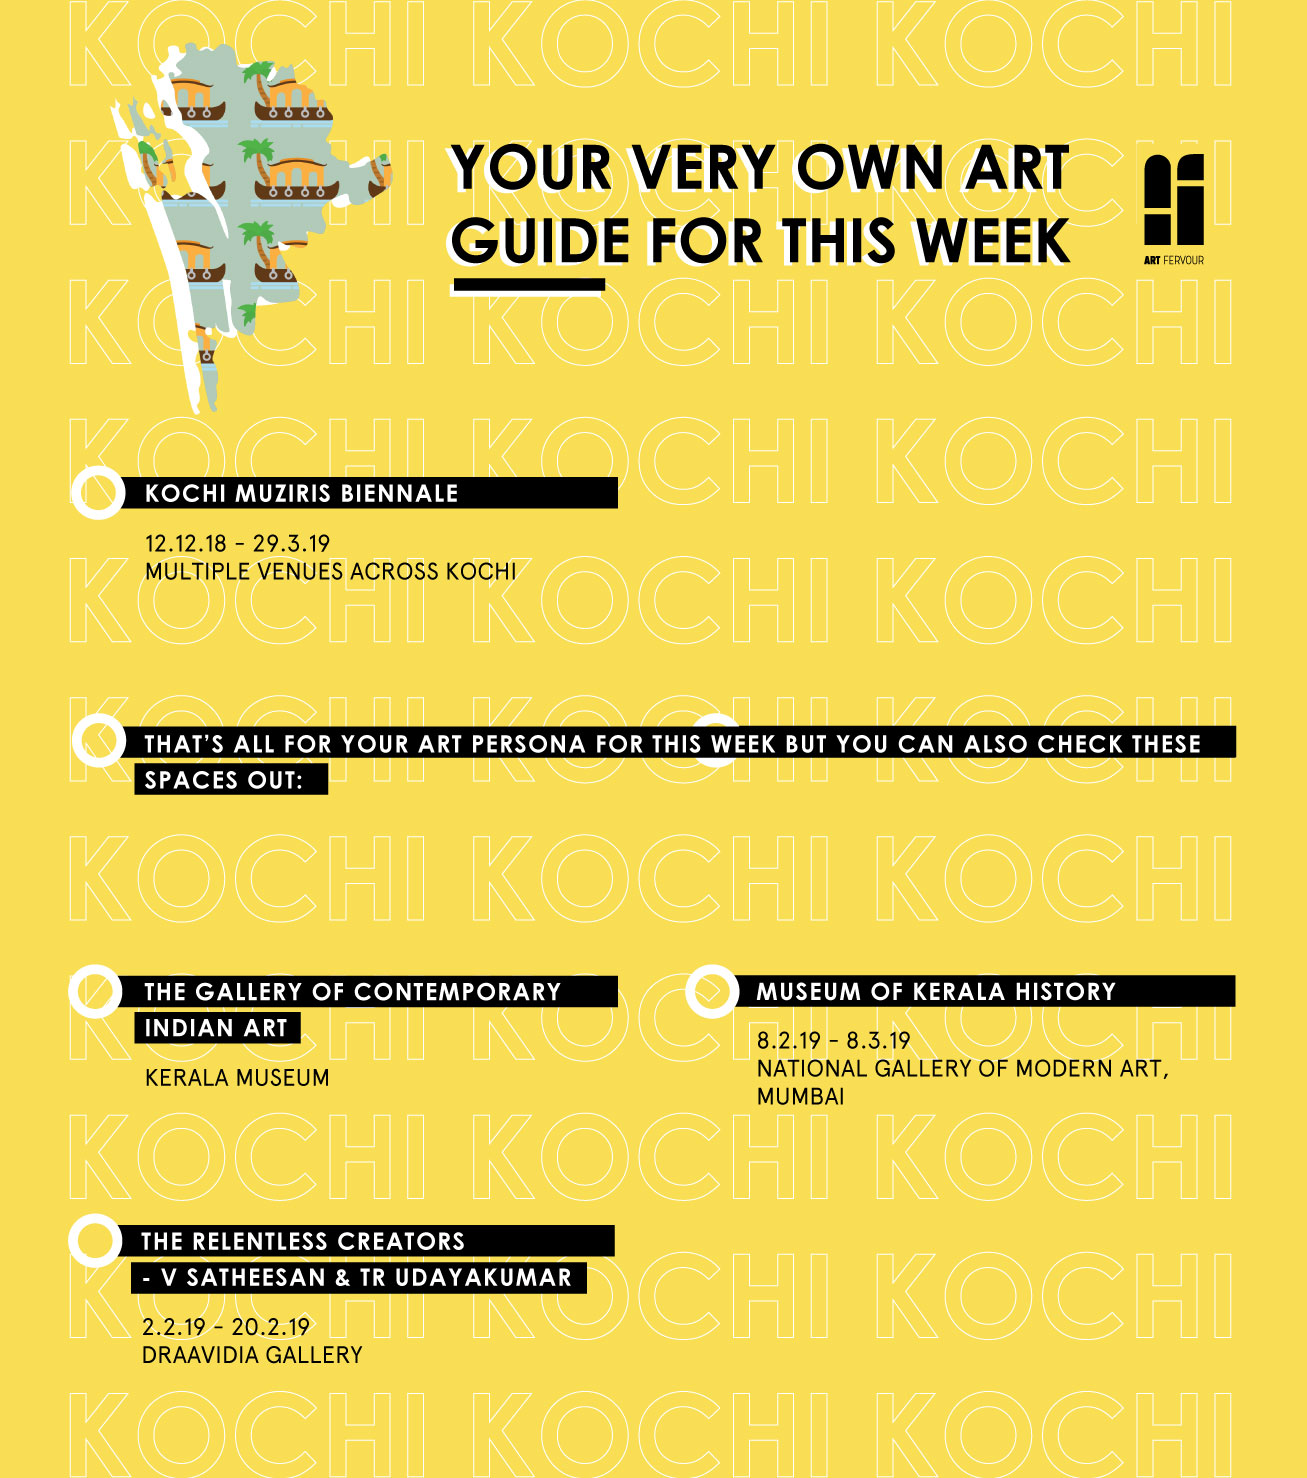 KOCHI KOCHI KOCHI
KOCHI KOCHI KOCHI
YOUR VERY OWN ART
GUIDE FOR THIS WEEK
ART FERVOUR
KOCHI KOCHI KOCHI
KOCHI KOCHI KOCHI
KOCHI MUZIRIS BIENNALE
12.12.18 - 29.3.19
MULTIPLE VENUES ACROSS KOCHI
KOCHI KOCHI KOCHI
KOCHI KOCHI KOCHI
THAT'S ALL FOR YOUR ART PERSONA FOR THIS WEEK BUT YOU CAN ALSO CHECK THESE
SPACES OUT:
KOCHI KOCHI KOCHI
KOCHI KOCHI KOCHI
THE GALLERY OF CONTEMPORARY
INDIAN ART
KERALA MUSEUM
MUSEUM OF KERALA HISTORY
8.2.19 - 8.3.19
NATIONAL GALLERY OF MODERN ART,
MUMBAI
KOCHI KOCHI KOCHI
THE RELENTLESS CREATORS
- V SATHEESAN & TR UDAYAKUMAR
KOCHI KOCHI KOCHI
2.2.19 - 20.2.19
DRAAVIDIA GALLERY
KOCHI KOCHI KOCHI